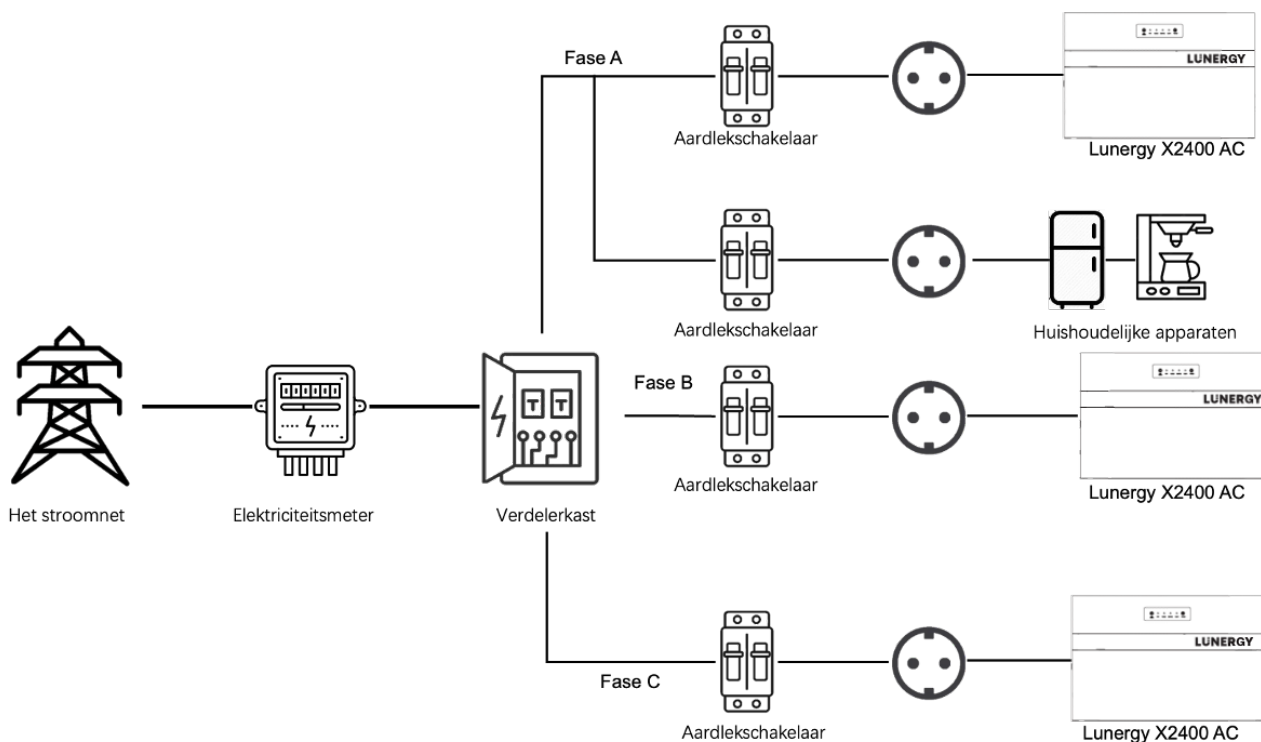 Fase A
LUNERGY
Aardlekschakelaar
Lunergy X2400 AC
Aardlekschakelaar
Huishoudelijke apparaten
Fase B
LUNERGY
Aardlekschakelaar
Lunergy X2400 AC
Het stroomnet
Elektriciteitsmeter
Verdelerkast
Fase C
LUNERGY
Aardlekschakelaar
Lunergy X2400 AC